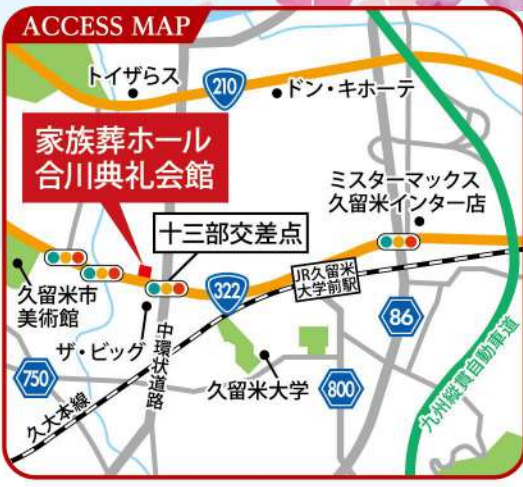 ACCESS MAP
トイザらス
210
ドン・キホーテ
家族葬ホール
合川典礼会館
ミスターマックス
久留米インター店
十三部交差点
久留米市
美術館
322
JR久留米
大学前駅
86
ザ・ビッグ
中環状道路
750
久大本線
久留米大学
800
九州縦貫自動車道